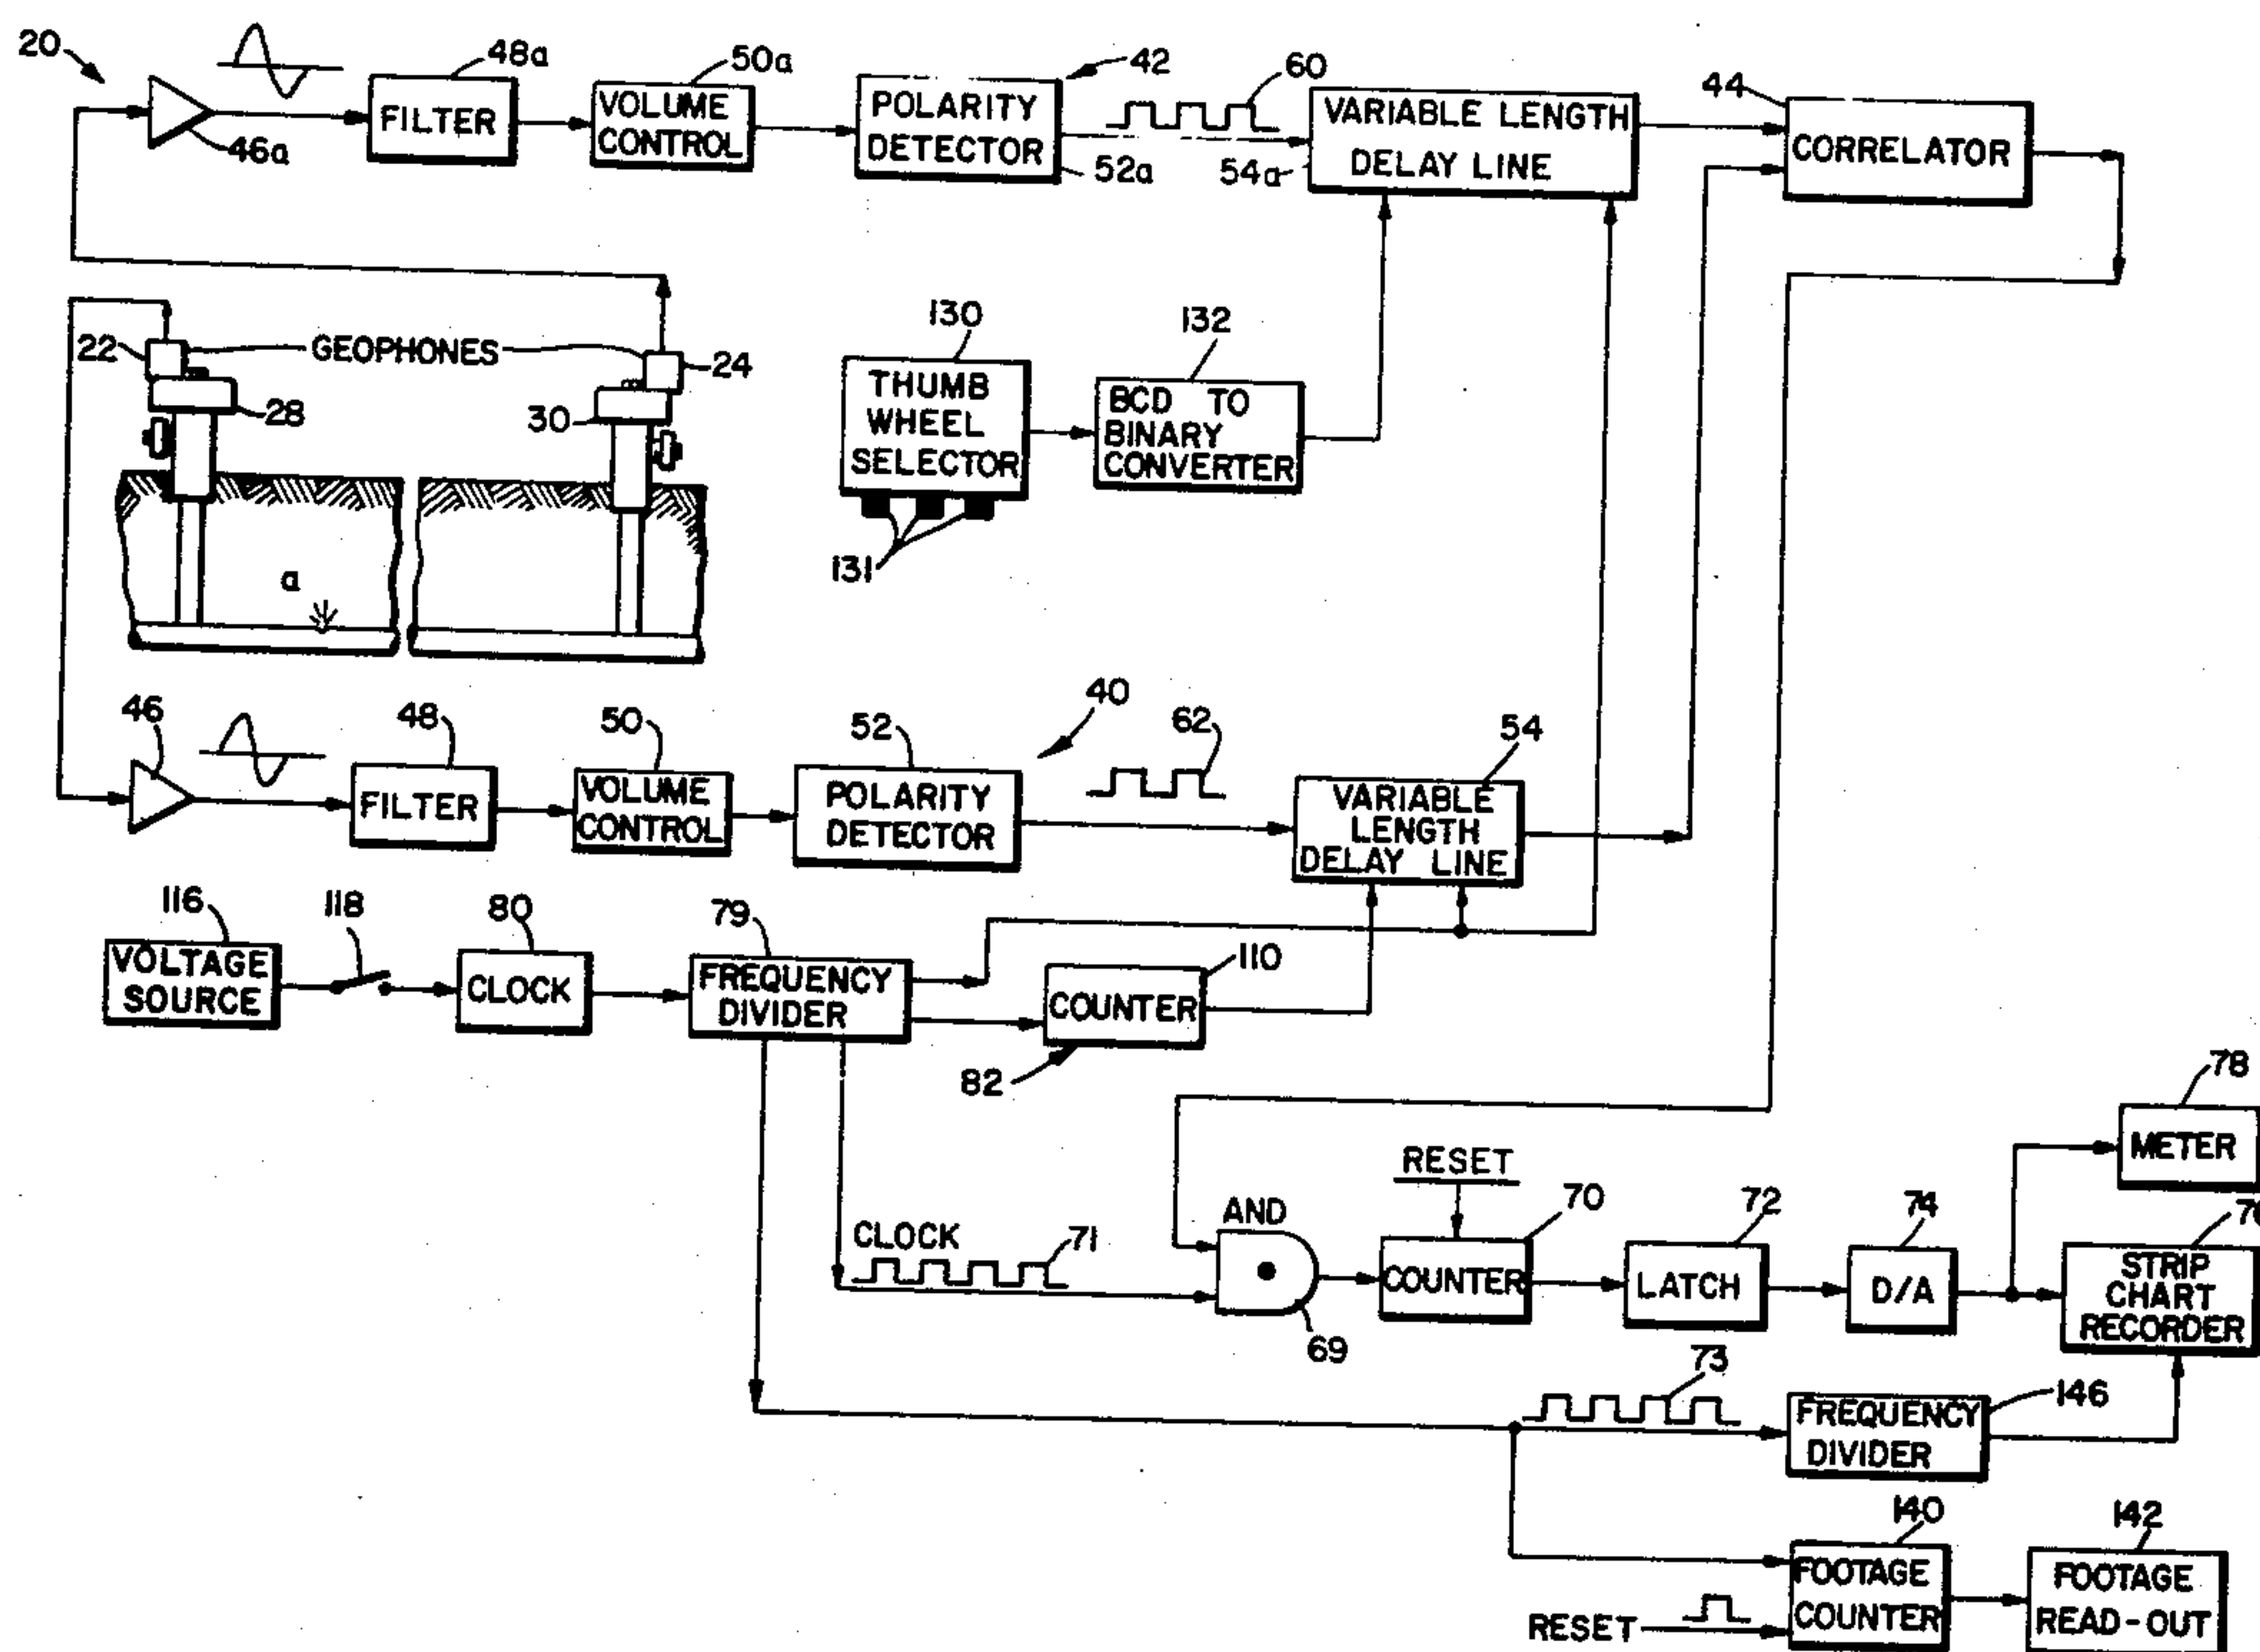 20
48a
50a
42
60
44
46a
FILTER
VOLUME
CONTROL
POLARITY
DETECTOR
52a
54a
VARIABLE LENGTH
DELAY LINE
CORRELATOR
22
GEOPHONES
24
28
30
a
130
132
THUMB
WHEEL
SELECTOR
BCD TO
BINARY
CONVERTER
131
46
48
50
52
40
62
54
FILTER
VOLUME
CONTROL
POLARITY
DETECTOR
VARIABLE
LENGTH
DELAY LINE
116
118
80
79
110
VOLTAGE
SOURCE
CLOCK
FREQUENCY
DIVIDER
COUNTER
82
78
METER
RESET
AND
70
72
74
CLOCK
71
COUNTER
LATCH
D/A
STRIP
CHART
RECORDER
69
73
146
FREQUENCY
DIVIDER
140
142
FOOTAGE
COUNTER
FOOTAGE
READ-OUT
RESET